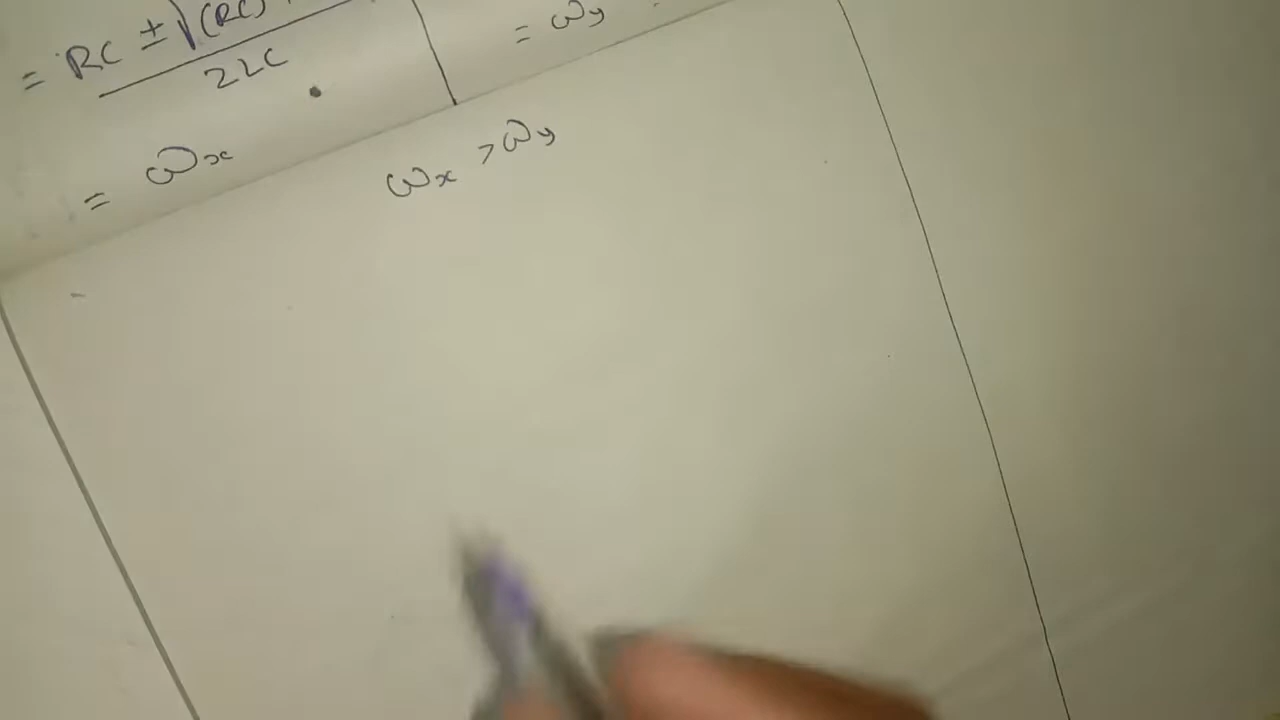 = RC ± √(RC)
2LC
= ωx
= ωy
ωx > ωy